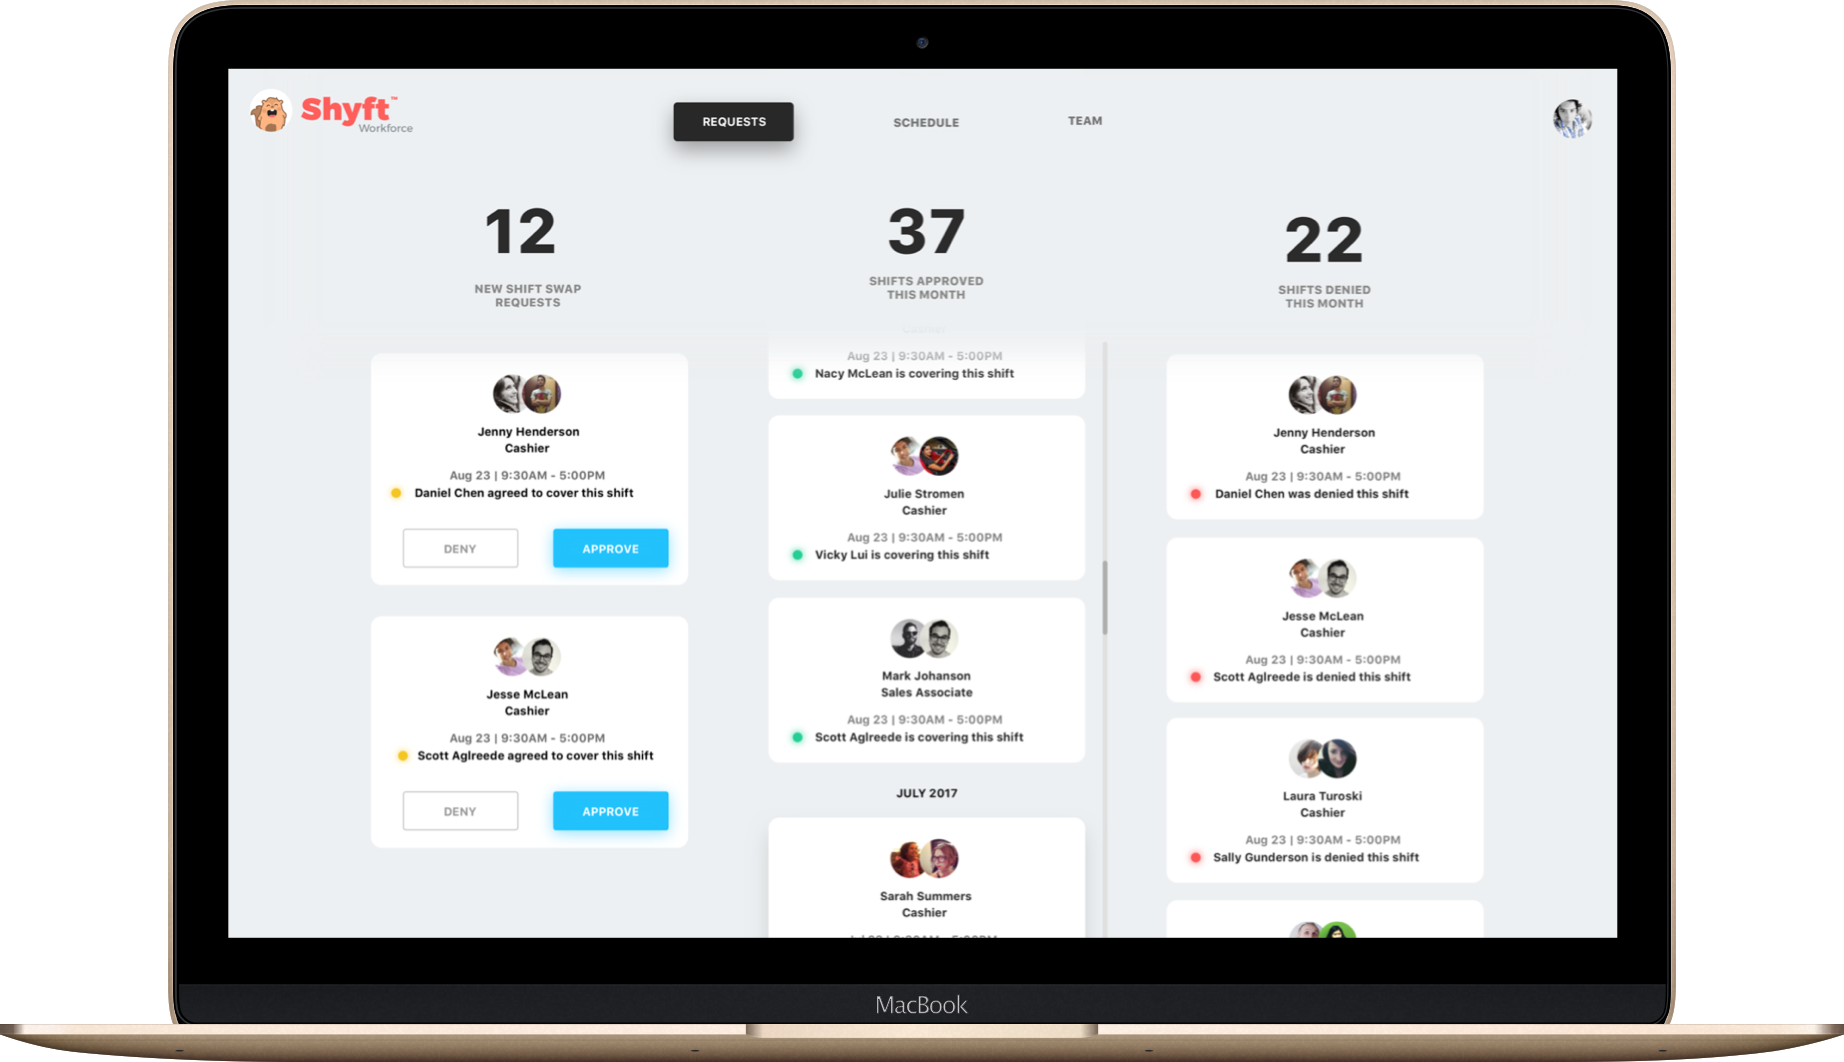 Shyft™
Workforce
REQUESTS
SCHEDULE
TEAM
12
NEW SHIFT SWAP
REQUESTS
Jenny Henderson
Cashier
Aug 23 | 9:30AM - 5:00PM
Daniel Chen agreed to cover this shift
DENY
APPROVE
Jesse McLean
Cashier
Aug 23 | 9:30AM - 5:00PM
Scott Aglreede agreed to cover this shift
DENY
APPROVE
37
SHIFTS APPROVED
THIS MONTH
Aug 23 | 9:30AM - 5:00PM
Nacy McLean is covering this shift
Julie Stromen
Cashier
Aug 23 | 9:30AM - 5:00PM
Vicky Lui is covering this shift
Mark Johanson
Sales Associate
Aug 23 | 9:30AM - 5:00PM
Scott Aglreede is covering this shift
JULY 2017
Sarah Summers
Cashier
22
SHIFTS DENIED
THIS MONTH
Jenny Henderson
Cashier
Aug 23 | 9:30AM - 5:00PM
Daniel Chen was denied this shift
Jesse McLean
Cashier
Aug 23 | 9:30AM - 5:00PM
Scott Aglreede is denied this shift
Laura Turoski
Cashier
Aug 23 | 9:30AM - 5:00PM
Sally Gunderson is denied this shift
MacBook